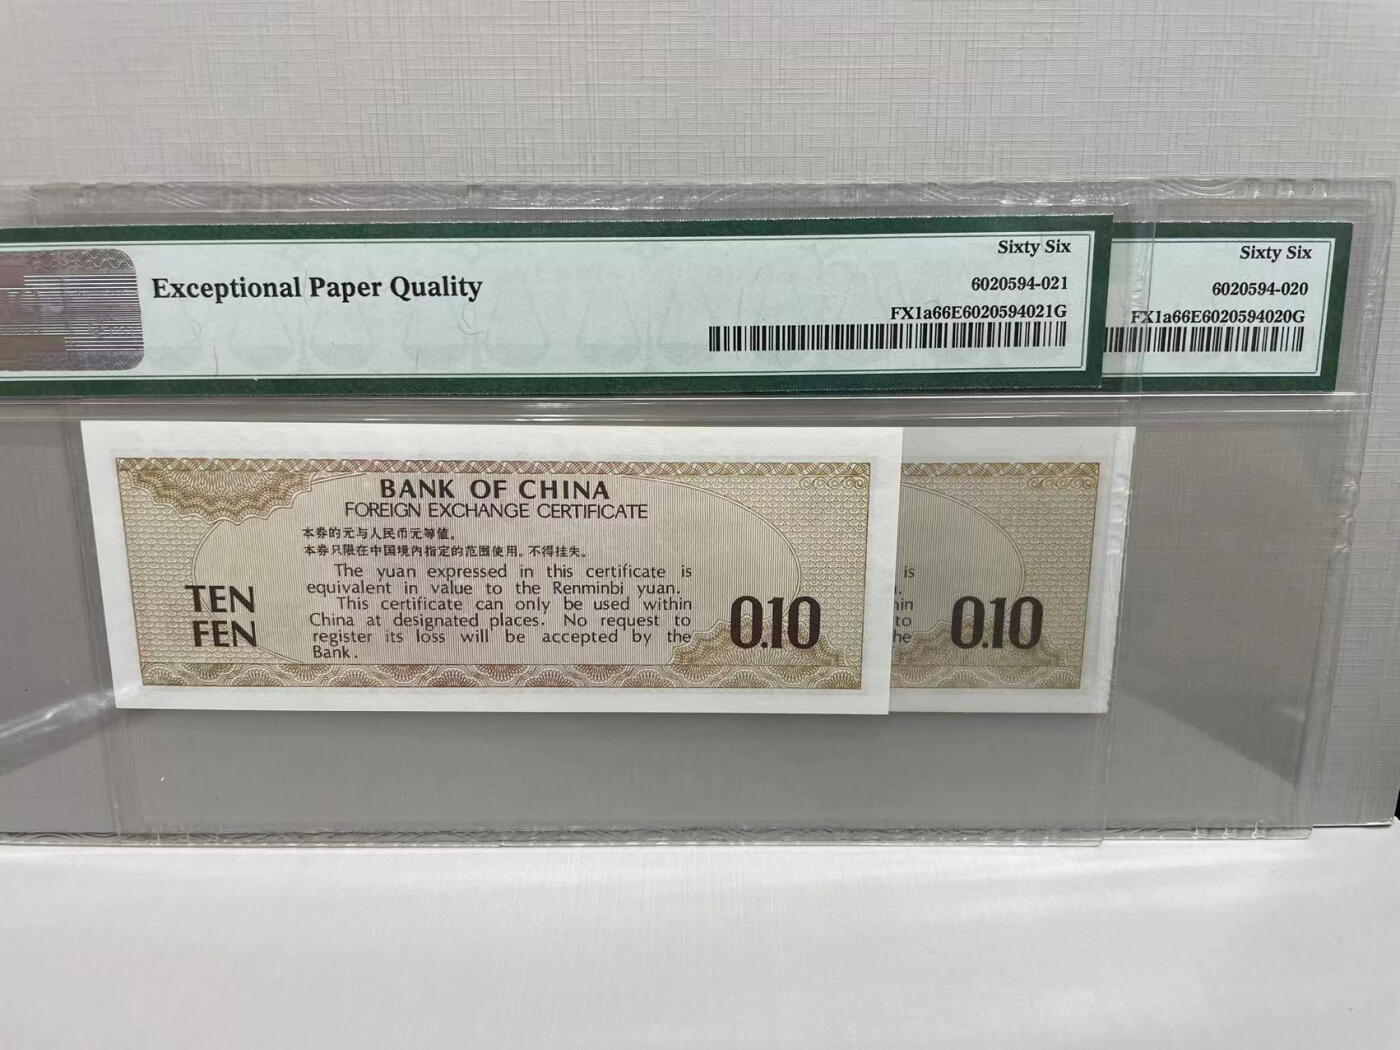 Sixty Six
Exceptional Paper Quality
6020594-021
FX1a66E6020594021G
Sixty Six
6020594-020
FX1a66E6020594020G
BANK OF CHINA
FOREIGN EXCHANGE CERTIFICATE
本券的元与人民币元等值。
本券只限在中国境内指定的范围使用。不得挂失。
The yuan expressed in this certificate is
equivalent in value to the Renminbi yuan.
This certificate can only be used within
China at designated places. No request to
register its loss will be accepted by the
Bank.
TEN
FEN
0.10
is
to
he
0.10